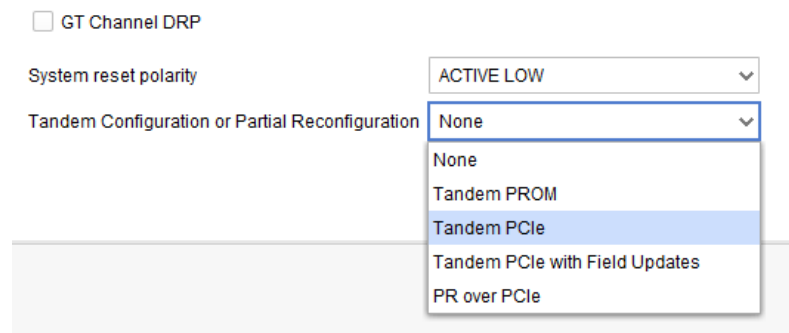 GT Channel DRP
System reset polarity ACTIVE LOW
Tandem Configuration or Partial Reconfiguration None
None
Tandem PROM
Tandem PCIe
Tandem PCIe with Field Updates
PR over PCIe